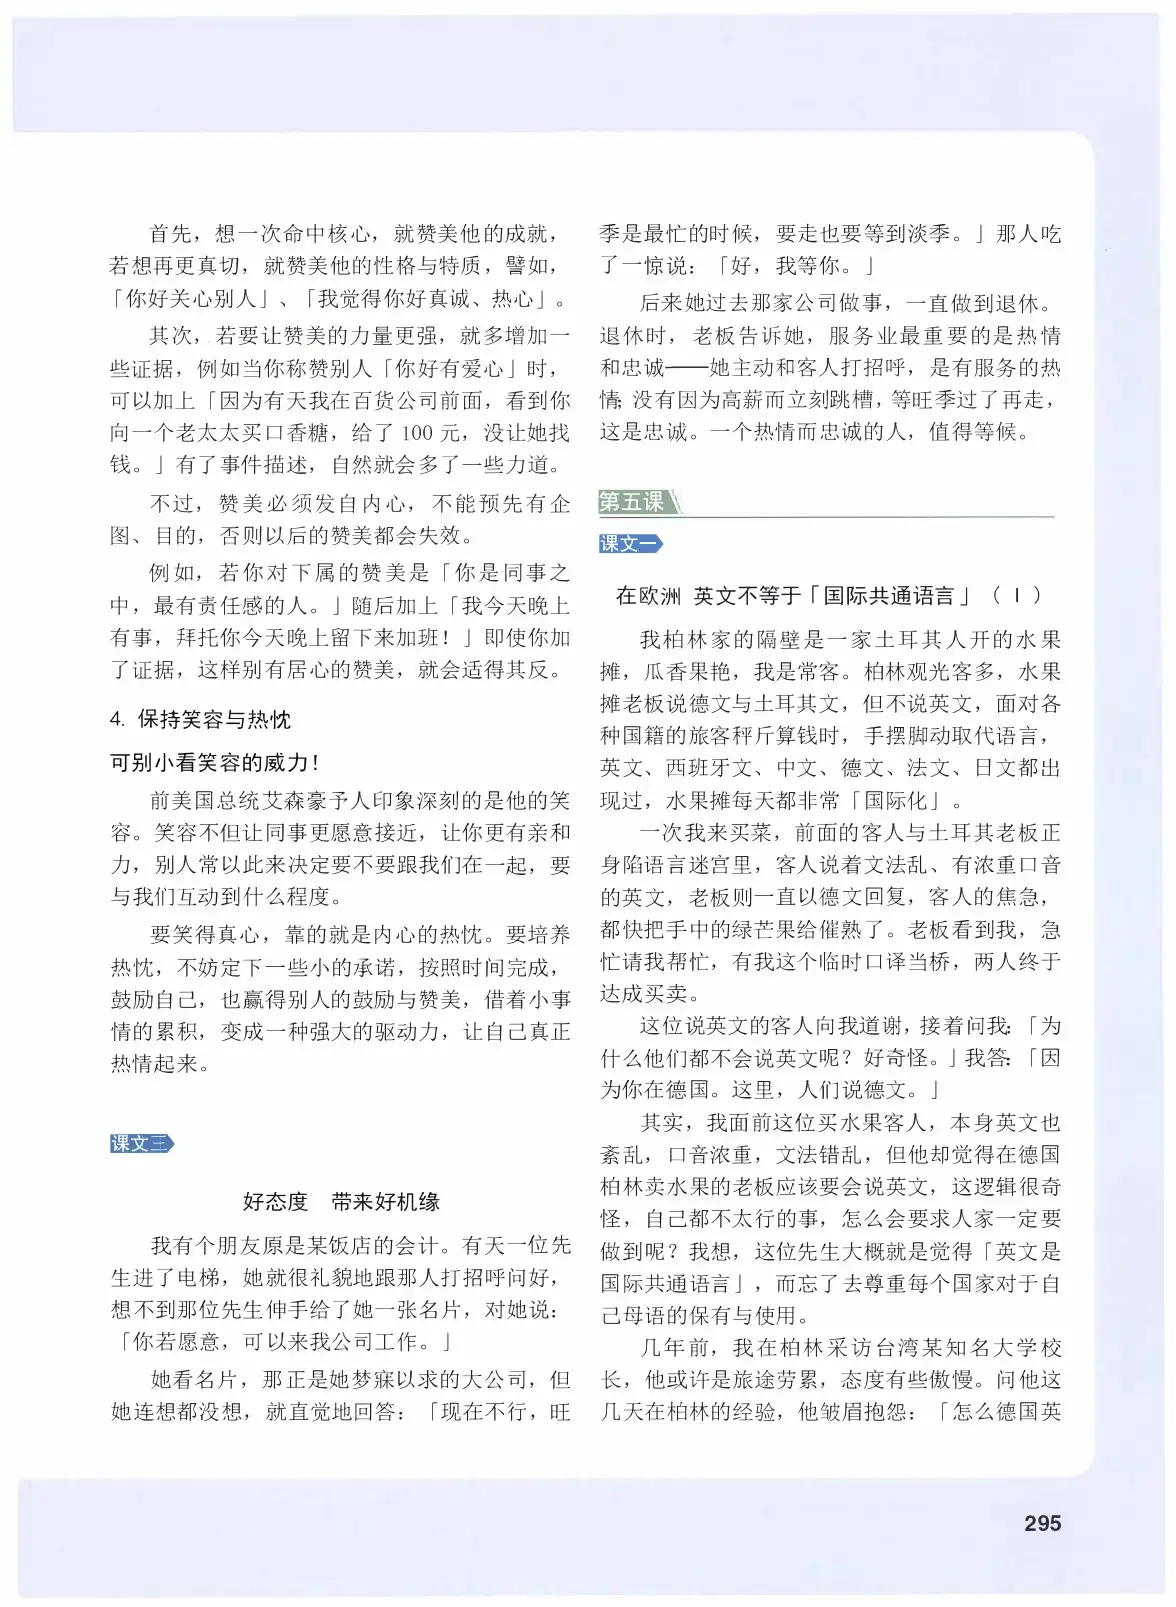 首先，想一次命中核心，就赞美他的成就，
若想再更真切，就赞美他的性格与特质，譬如，
「你好关心别人」、「我觉得你好真诚、热心」。
其次，若要让赞美的力量更强，就多增加一
些证据，例如当你称赞别人「你好有爱心」时，
可以加上「因为有天我在百货公司前面，看到你
向一个老太太买口香糖，给了 100 元，没让她找
钱。」有了事件描述，自然就会多了一些力道。
不过，赞美必须发自内心，不能预先有企
图、目的，否则以后的赞美都会失效。
例如，若你对下属的赞美是「你是同事之
中，最有责任感的人。」随后加上「我今天晚上
有事，拜托你今天晚上留下来加班！」即使你加
了证据，这样别有居心的赞美，就会适得其反。
4. 保持笑容与热忱
可别小看笑容的威力！
前美国总统艾森豪予人印象深刻的是他的笑
容。笑容不但让同事更愿意接近，让你更有亲和
力，别人常以此来决定要不要跟我们在一起，要
与我们互动到什么程度。
要笑得真心，靠的就是内心的热忱。要培养
热忱，不妨定下一些小的承诺，按照时间完成，
鼓励自己，也赢得别人的鼓励与赞美，借着小事
情的累积，变成一种强大的驱动力，让自己真正
热情起来。
课文三
好态度 带来好机缘
我有个朋友原是某饭店的会计。有天一位先
生进了电梯，她就很礼貌地跟那人打招呼问好，
想不到那位先生伸手给了她一张名片，对她说：
「你若愿意，可以来我公司工作。」
她看名片，那正是她梦寐以求的大公司，但
她连想都没想，就直觉地回答：「现在不行，旺
季是最忙的时候，要走也要等到淡季。」那人吃
了一惊说：「好，我等你。」
后来她过去那家公司做事，一直做到退休。
退休时，老板告诉她，服务业最重要的是热情
和忠诚——她主动和客人打招呼，是有服务的热
情；没有因为高薪而立刻跳槽，等旺季过了再走，
这是忠诚。一个热情而忠诚的人，值得等候。
第五课
课文一
在欧洲 英文不等于「国际共通语言」（Ⅰ）
我柏林家的隔壁是一家土耳其人开的水果
摊，瓜香果艳，我是常客。柏林观光客多，水果
摊老板说德文与土耳其文，但不说英文，面对各
种国籍的旅客秤斤算钱时，手摆脚动取代语言，
英文、西班牙文、中文、德文、法文、日文都出
现过，水果摊每天都非常「国际化」。
一次我来买菜，前面的客人与土耳其老板正
身陷语言迷宫里，客人说着文法乱、有浓重口音
的英文，老板则一直以德文回复，客人的焦急，
都快把手中的绿芒果给催熟了。老板看到我，急
忙请我帮忙，有我这个临时口译当桥，两人终于
达成买卖。
这位说英文的客人向我道谢，接着问我：「为
什么他们都不会说英文呢？好奇怪。」我答：「因
为你在德国。这里，人们说德文。」
其实，我面前这位买水果客人，本身英文也
紊乱，口音浓重，文法错乱，但他却觉得在德国
柏林卖水果的老板应该要会说英文，这逻辑很奇
怪，自己都不太行的事，怎么会要求人家一定要
做到呢？我想，这位先生大概就是觉得「英文是
国际共通语言」，而忘了去尊重每个国家对于自
己母语的保有与使用。
几年前，我在柏林采访台湾某知名大学校
长，他或许是旅途劳累，态度有些傲慢。问他这
几天在柏林的经验，他皱眉抱怨：「怎么德国英
295